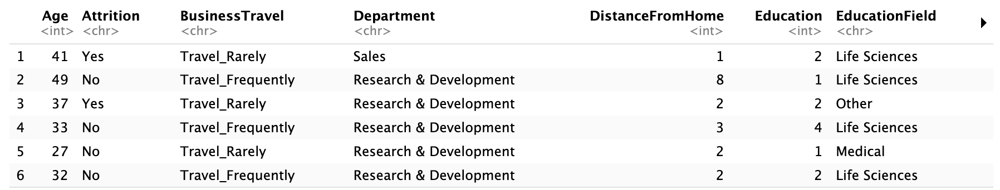 Age Attrition BusinessTravel Department DistanceFromHome Education EducationField
<int> <chr> <chr> <chr> <int> <int> <chr>
1 41 Yes Travel_Rarely Sales 1 2 Life Sciences
2 49 No Travel_Frequently Research & Development 8 1 Life Sciences
3 37 Yes Travel_Rarely Research & Development 2 2 Other
4 33 No Travel_Frequently Research & Development 3 4 Life Sciences
5 27 No Travel_Rarely Research & Development 2 1 Medical
6 32 No Travel_Frequently Research & Development 2 2 Life Sciences